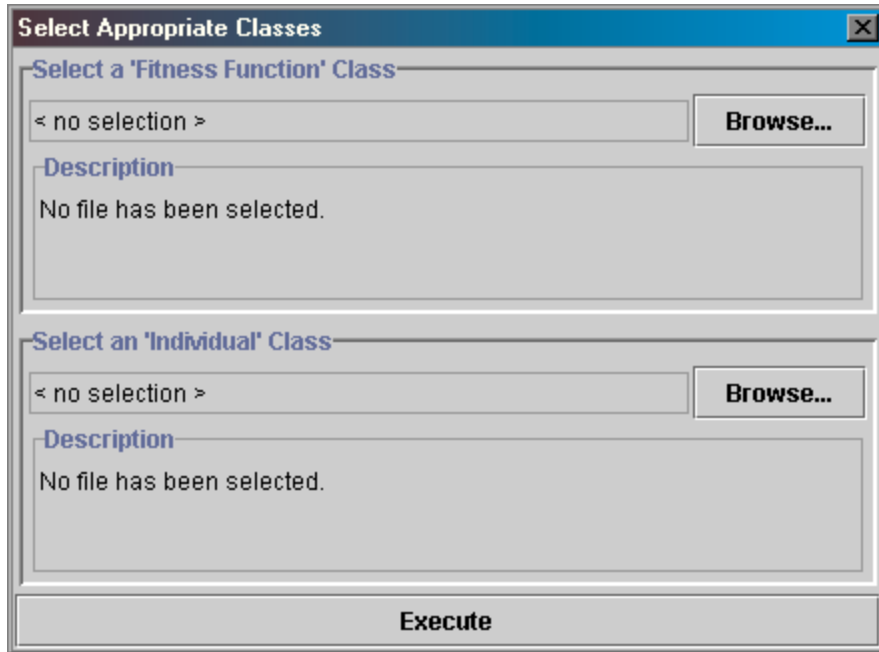 Select Appropriate Classes
Select a 'Fitness Function' Class
< no selection >
Browse...
Description
No file has been selected.
Select an 'Individual' Class
< no selection >
Browse...
Description
No file has been selected.
Execute